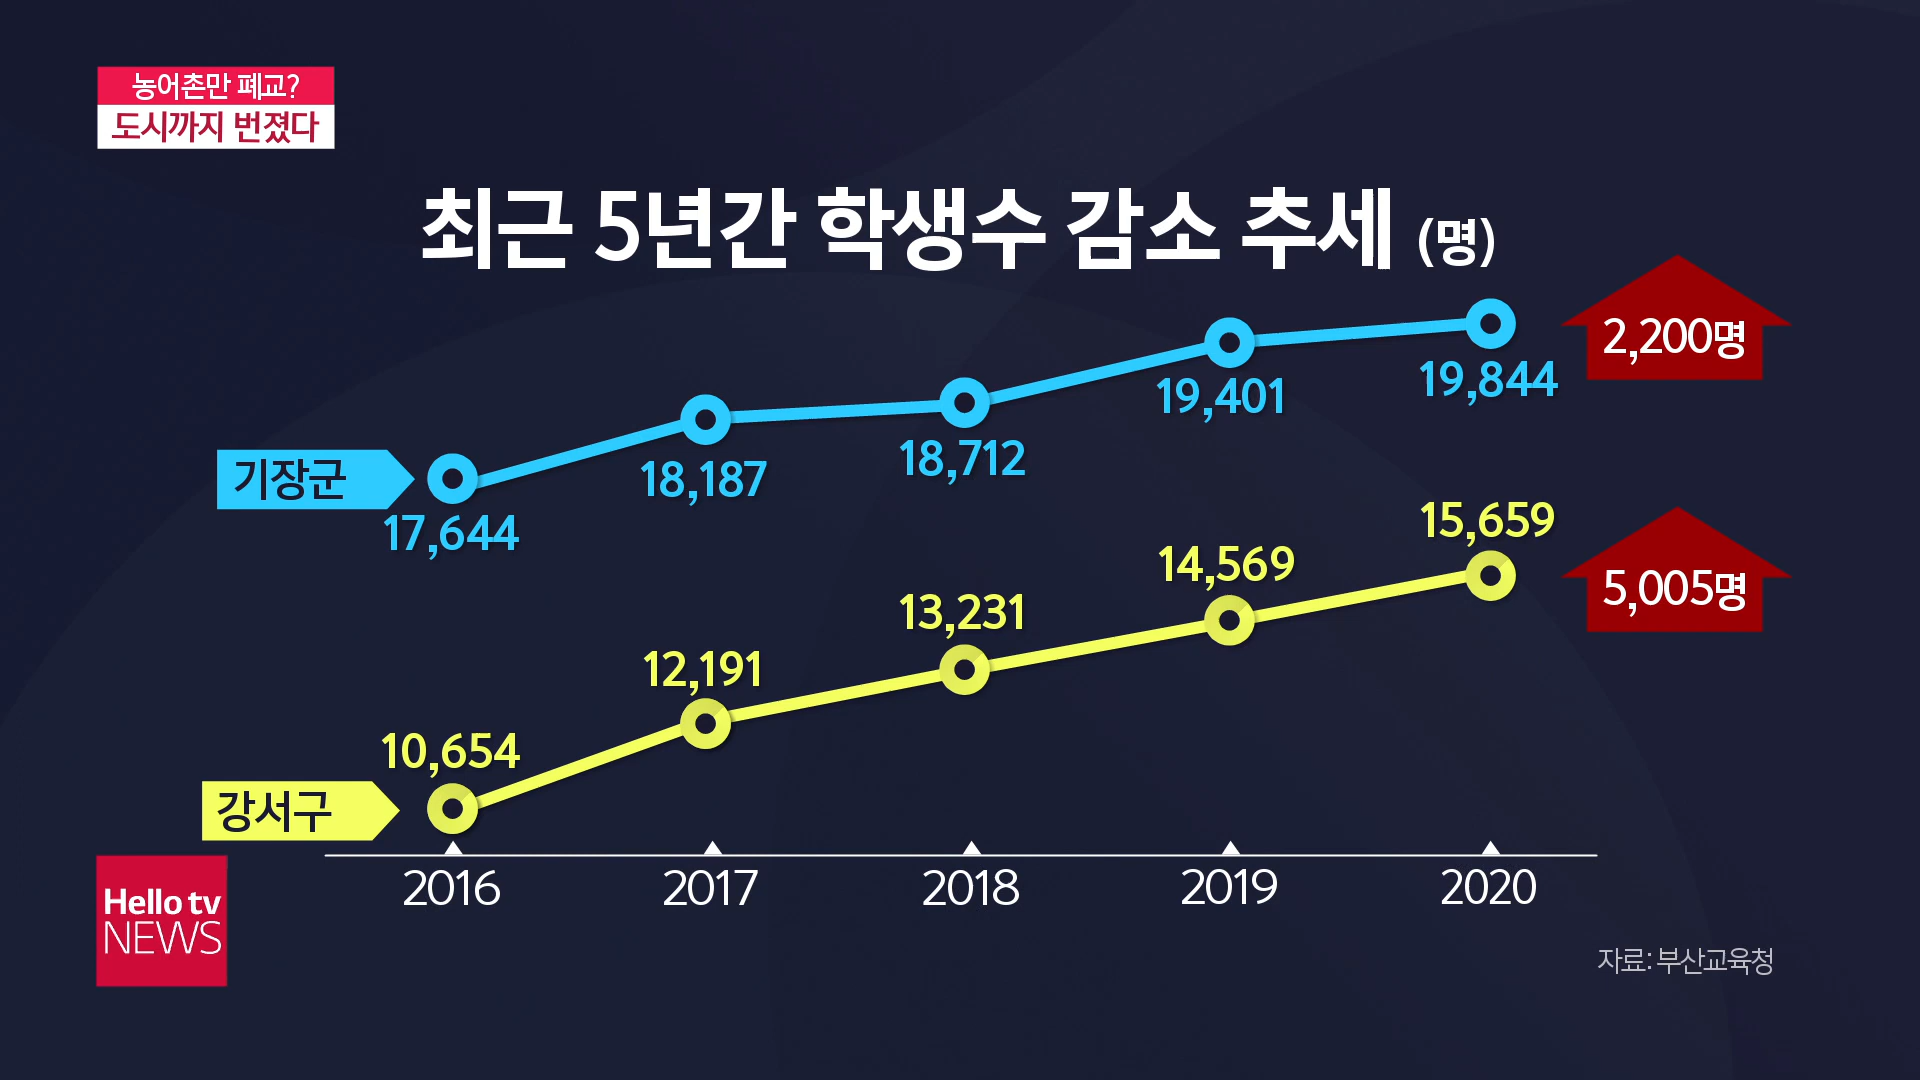 농어촌만 폐교?
도시까지 번졌다
최근 5년간 학생수 감소 추세 (명)
2,200명
19,844
19,401
18,712
18,187
기장군
17,644
15,659
5,005명
14,569
13,231
12,191
10,654
강서구
2016 2017 2018 2019 2020
Hello tv
NEWS
자료: 부산교육청